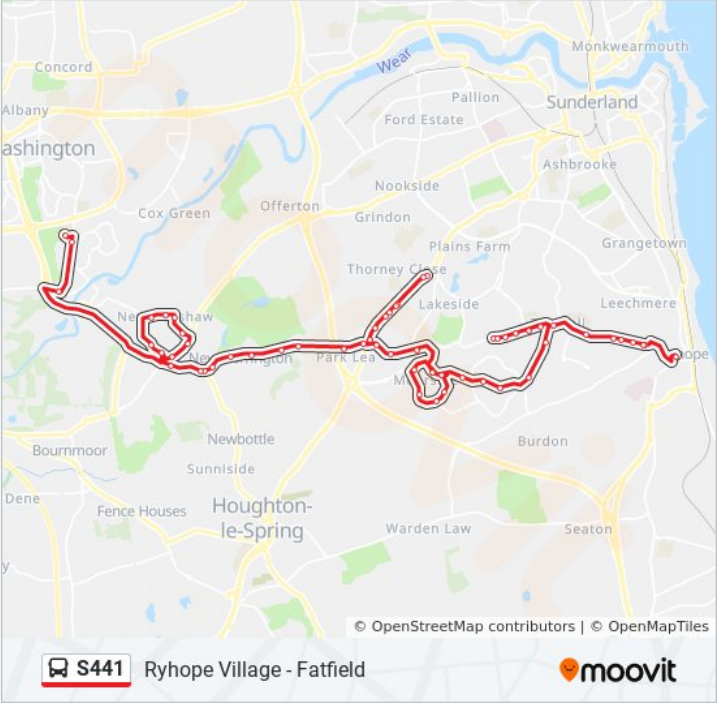 Monkwearmouth
Concord
Wear
Pallion
Sunderland
Albany
Ford Estate
ashington
Ashbrooke
Nookside
Cox Green
Offerton
Grindon
Plains Farm
Grangetown
Thorney Close
Lakeside
Leechmere
Park Lea
Burdon
Newbottle
Bournmoor
Sunniside
Dene
Fence Houses
Houghton-
le-Spring
Warden Law
Seaton
y
© OpenStreetMap contributors | © OpenMapTiles
S441
Ryhope Village - Fatfield
moovit